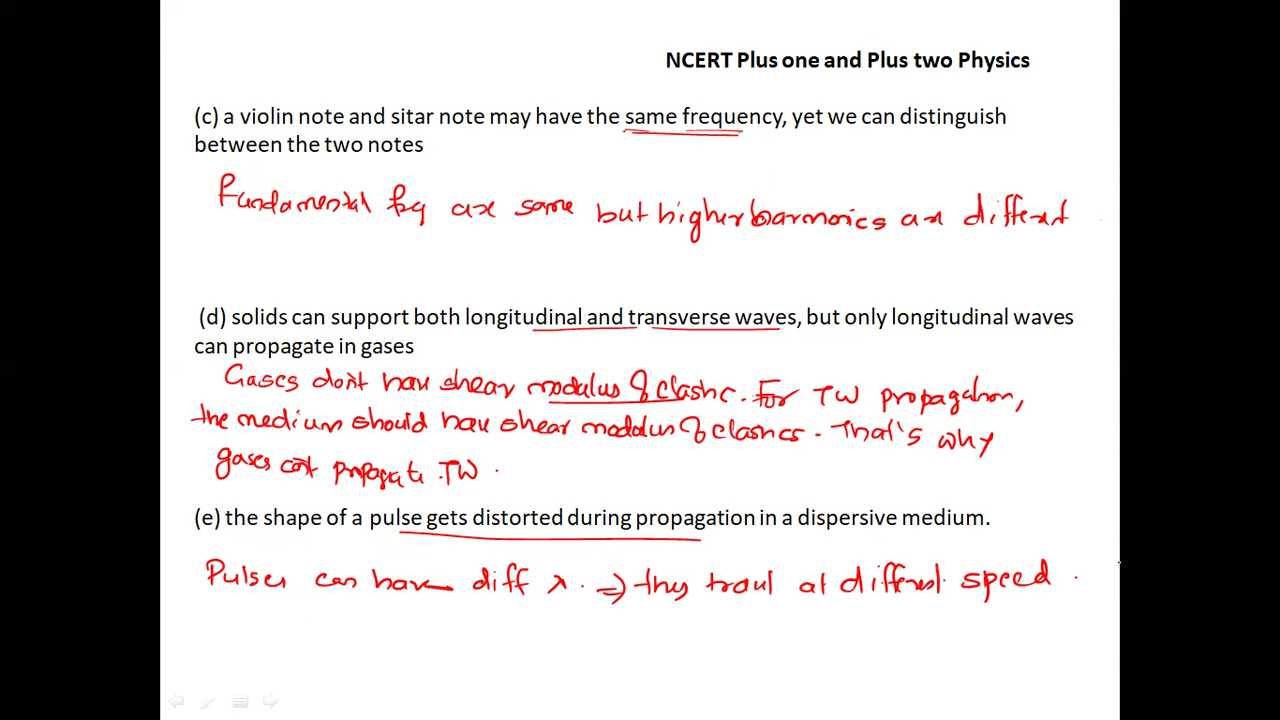 NCERT Plus one and Plus two Physics
(c) a violin note and sitar note may have the same frequency, yet we can distinguish
between the two notes
Fundamental fq are same but higher harmonics are different
(d) solids can support both longitudinal and transverse waves, but only longitudinal waves
can propagate in gases
Gases don't have shear modulus of elastic. For TW propagation,
the medium should have shear modulus of elastics. That's why
gases can't propagate TW.
(e) the shape of a pulse gets distorted during propagation in a dispersive medium.
Pulses can have diff λ. ⇒ they travel at different speed.